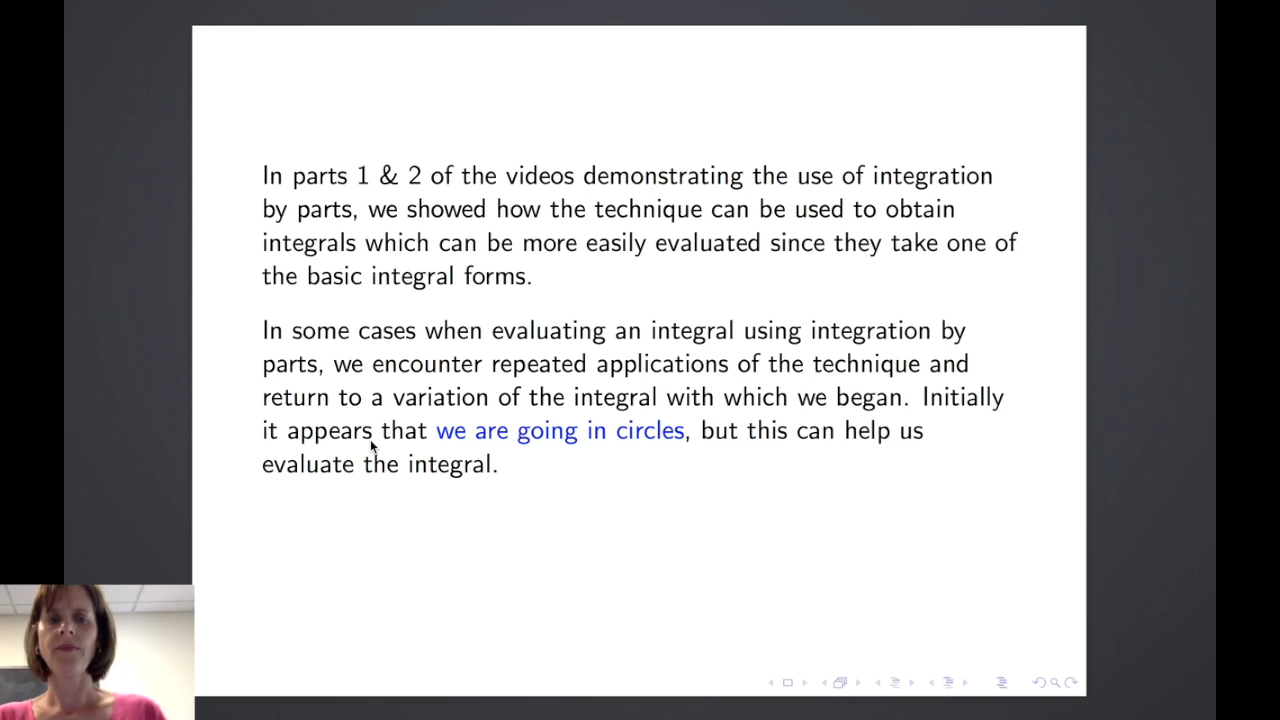 In parts 1 & 2 of the videos demonstrating the use of integration
by parts, we showed how the technique can be used to obtain
integrals which can be more easily evaluated since they take one of
the basic integral forms.
In some cases when evaluating an integral using integration by
parts, we encounter repeated applications of the technique and
return to a variation of the integral with which we began. Initially
it appears that we are going in circles, but this can help us
evaluate the integral.